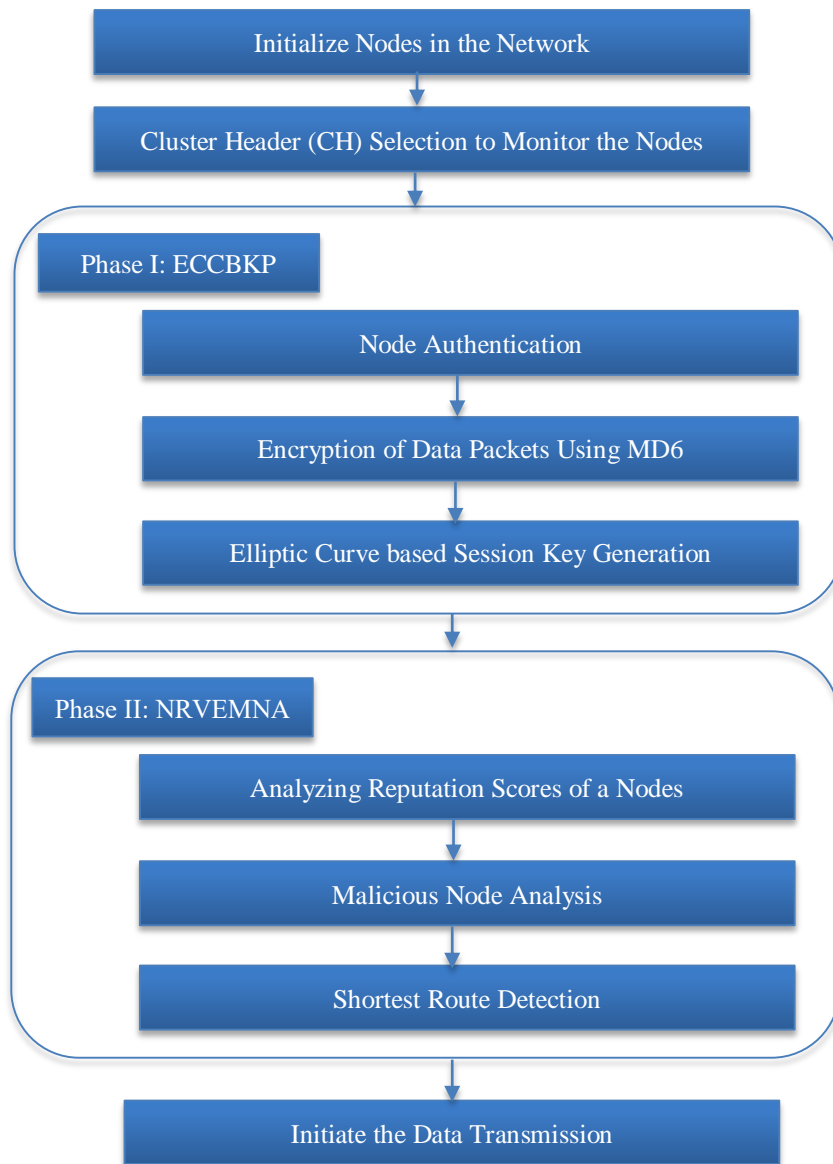 Initialize Nodes in the Network
Cluster Header (CH) Selection to Monitor the Nodes
Phase I: ECCBKP
Node Authentication
Encryption of Data Packets Using MD6
Elliptic Curve based Session Key Generation
Phase II: NRVEMNA
Analyzing Reputation Scores of a Nodes
Malicious Node Analysis
Shortest Route Detection
Initiate the Data Transmission